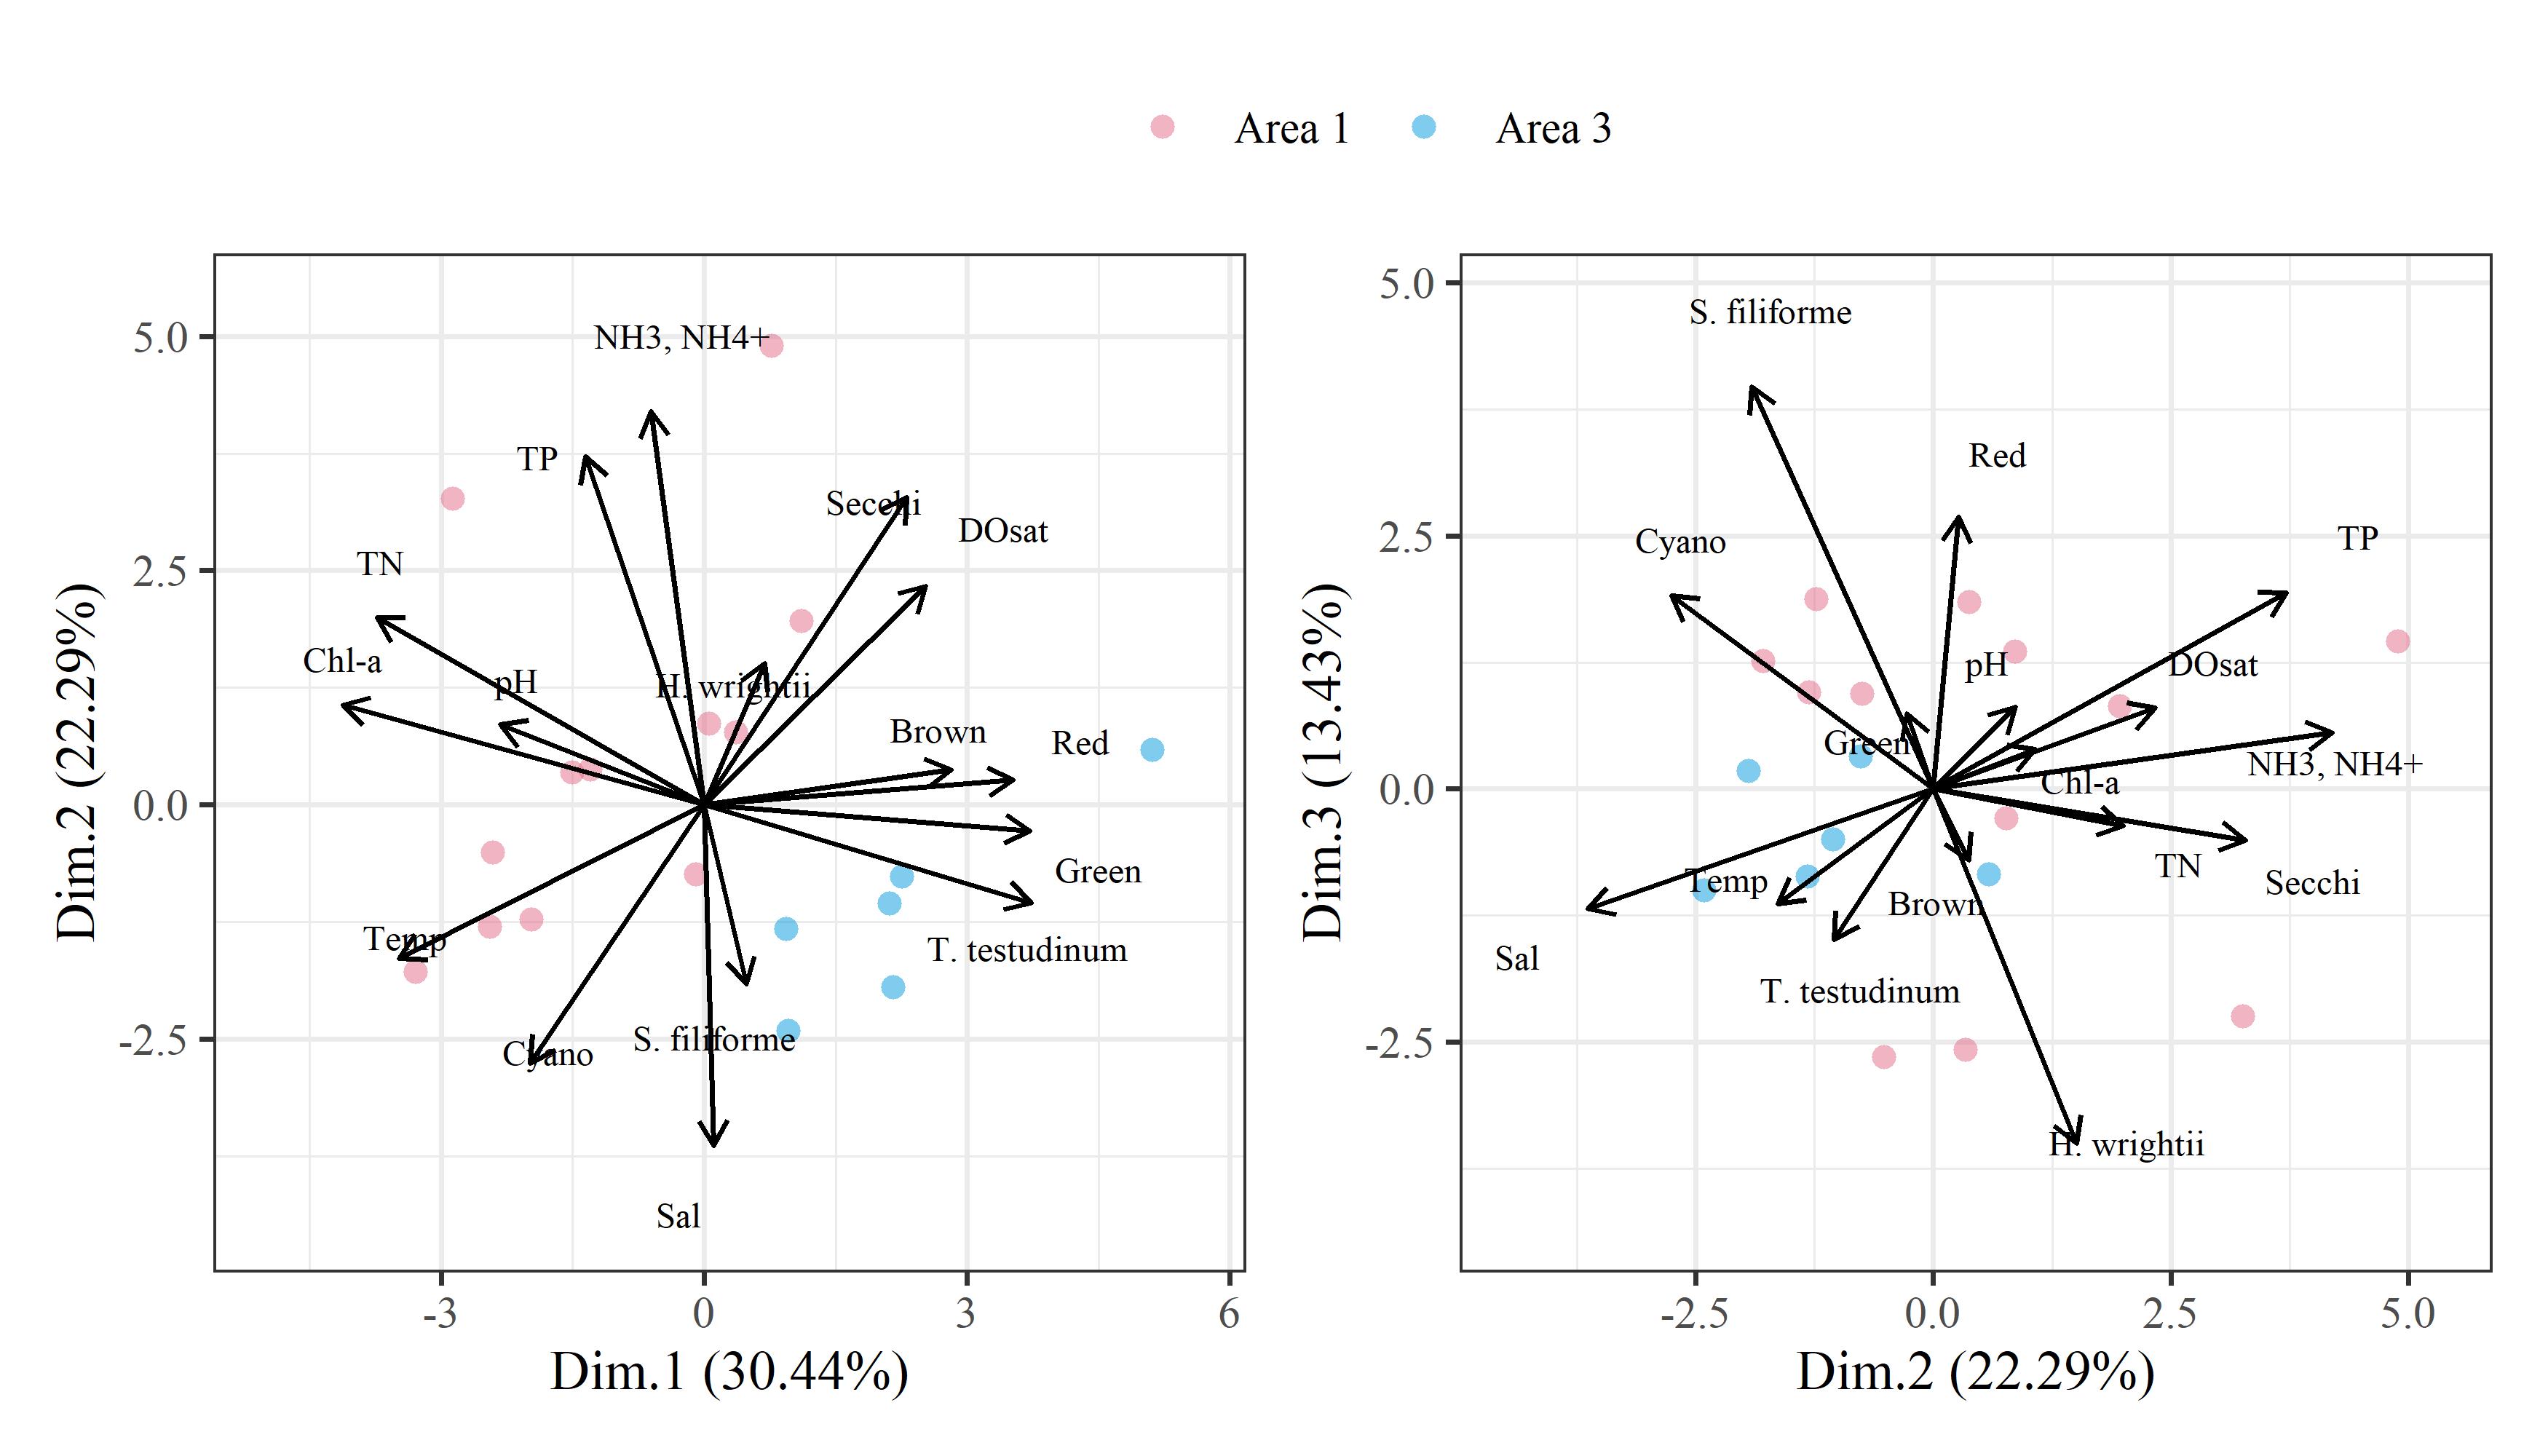 Area 1 Area 3
5.0
2.5
0.0
-2.5
Dim.2 (22.29%)
NH3, NH4+
TP
Secchi
DOsat
TN
Chl-a
pH
H. wrightii
Brown
Red
Green
Temp
T. testudinum
Cyano
S. filiforme
Sal
-3 0 3 6
Dim.1 (30.44%)
5.0
2.5
0.0
-2.5
Dim.3 (13.43%)
S. filiforme
Red
Cyano
TP
pH
DOsat
Green
NH3, NH4+
Chl-a
TN
Temp
Secchi
Brown
Sal
T. testudinum
H. wrightii
-2.5 0.0 2.5 5.0
Dim.2 (22.29%)